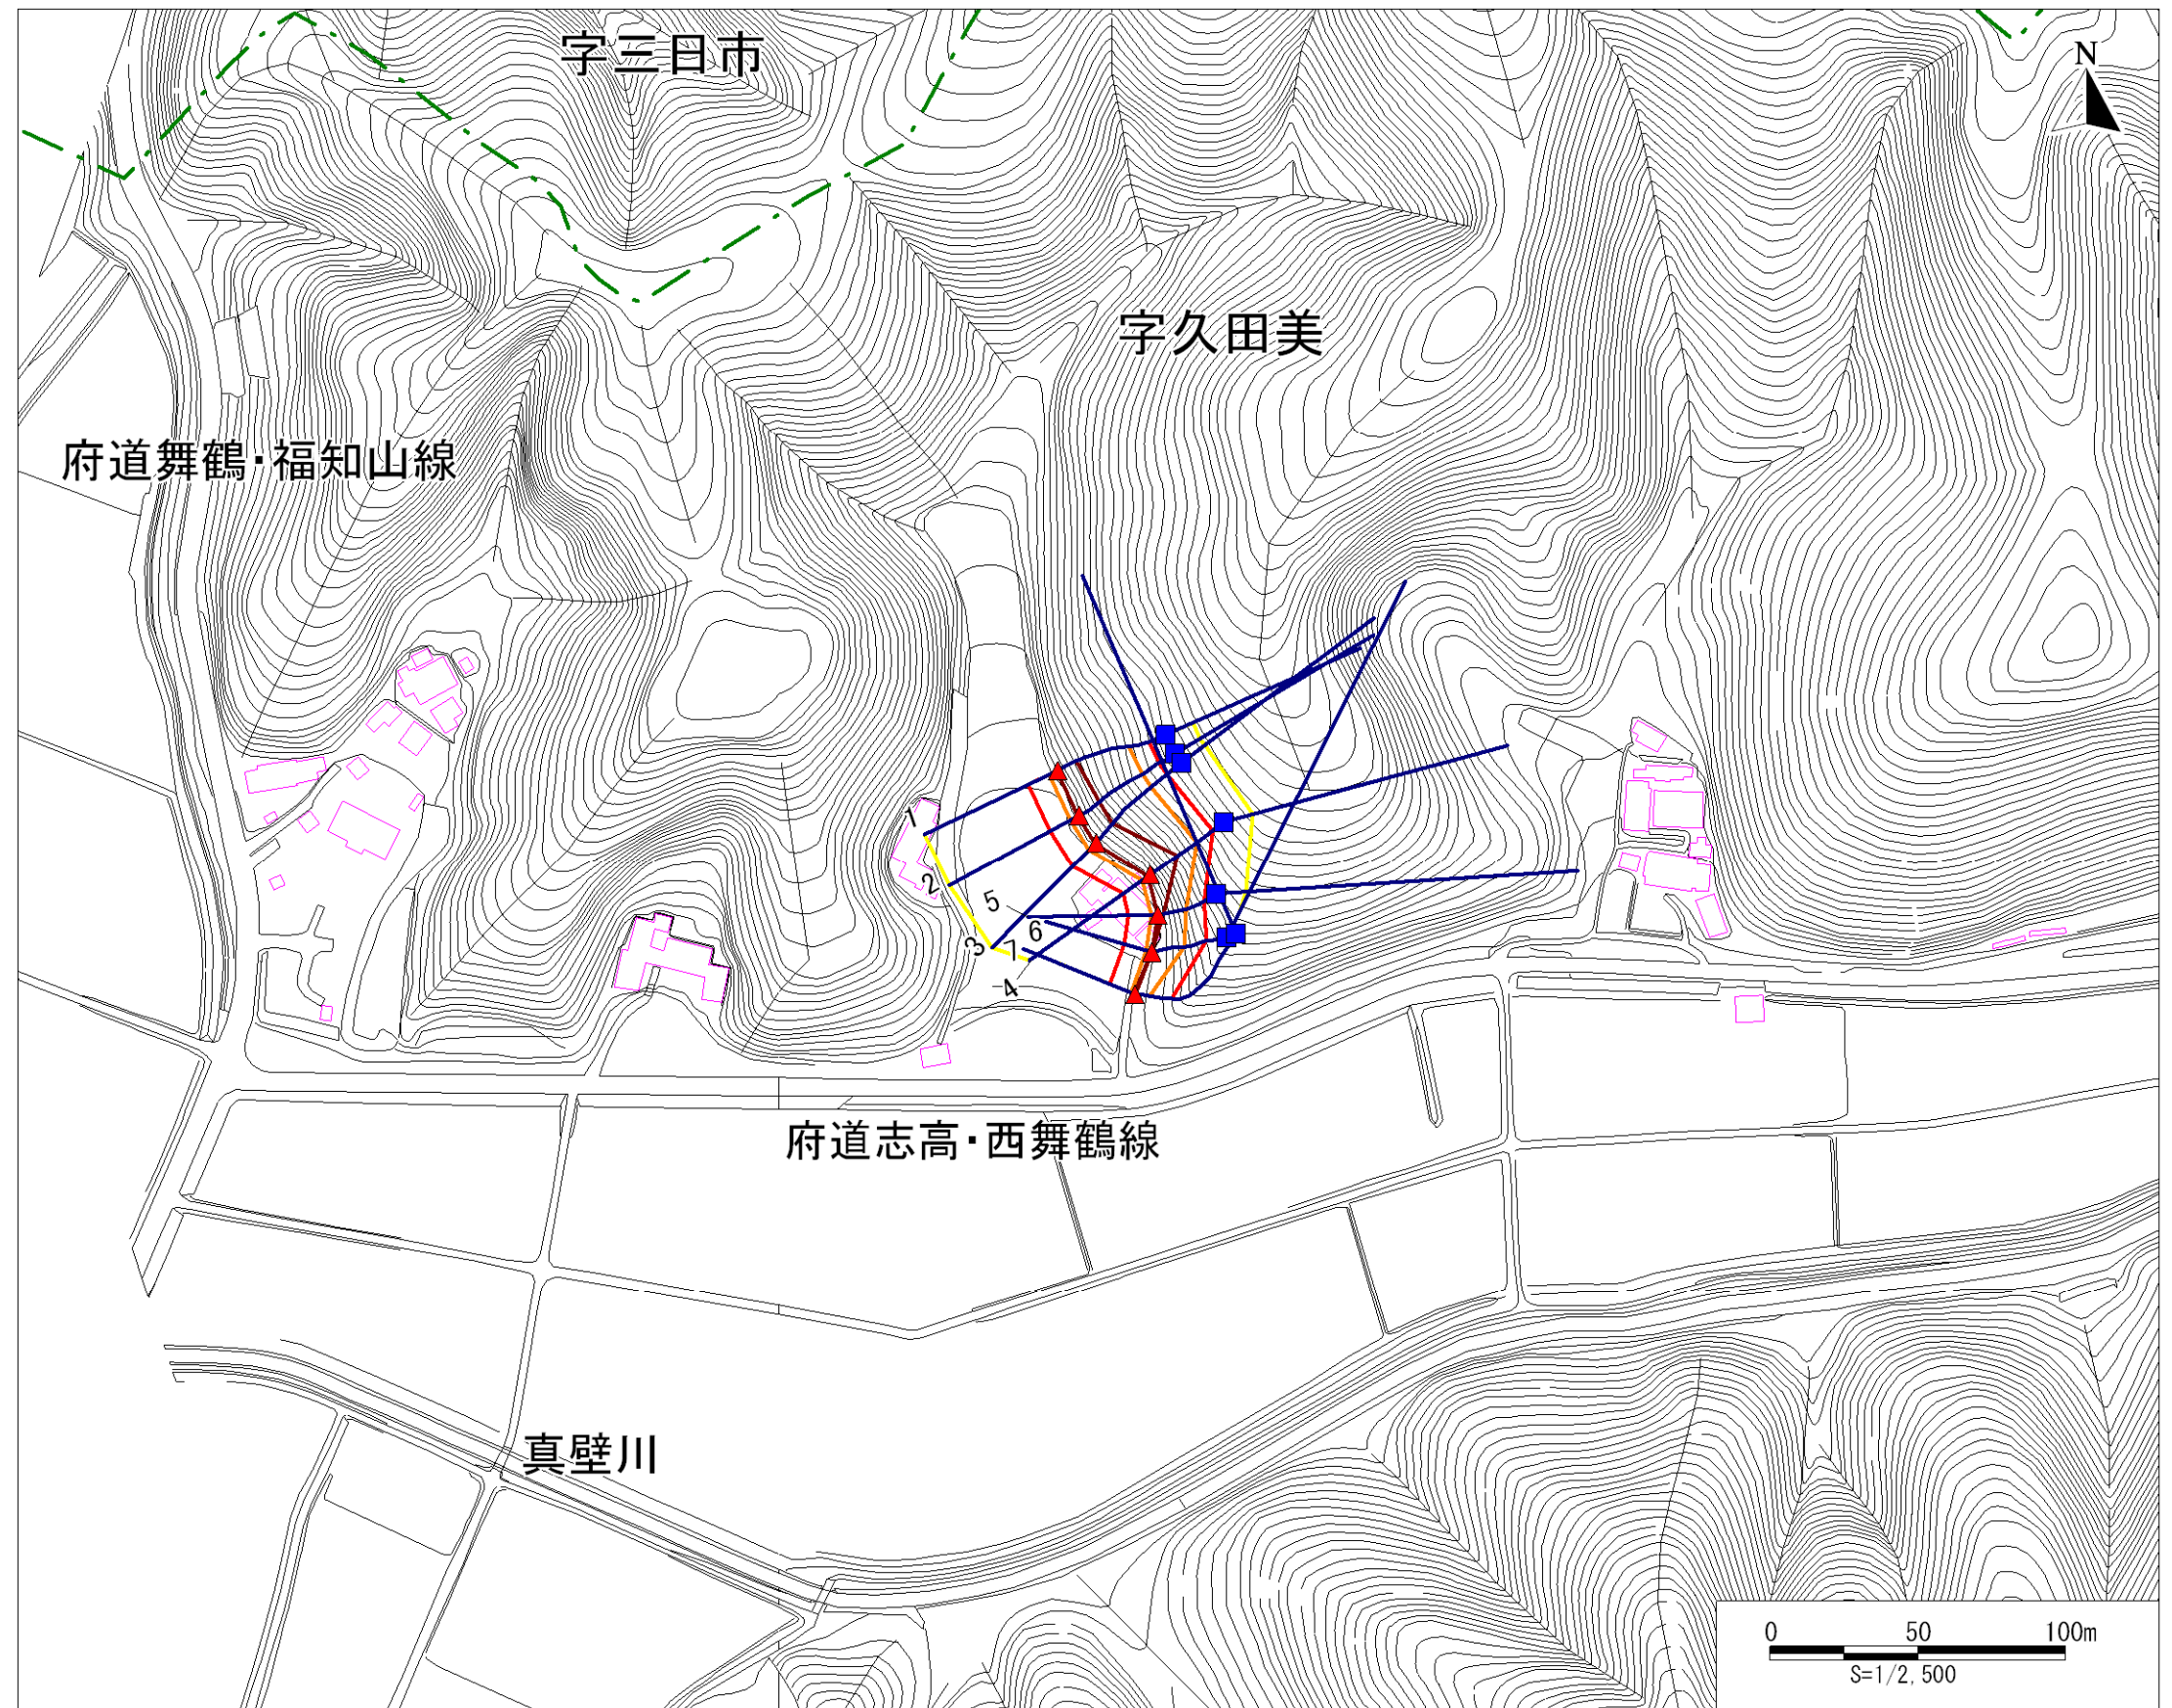 字三日市
N
字久田美
府道舞鶴・福知山線
1
2
5
6
3
7
4
府道志高・西舞鶴線
真壁川
0 50 100m
S=1/2,500